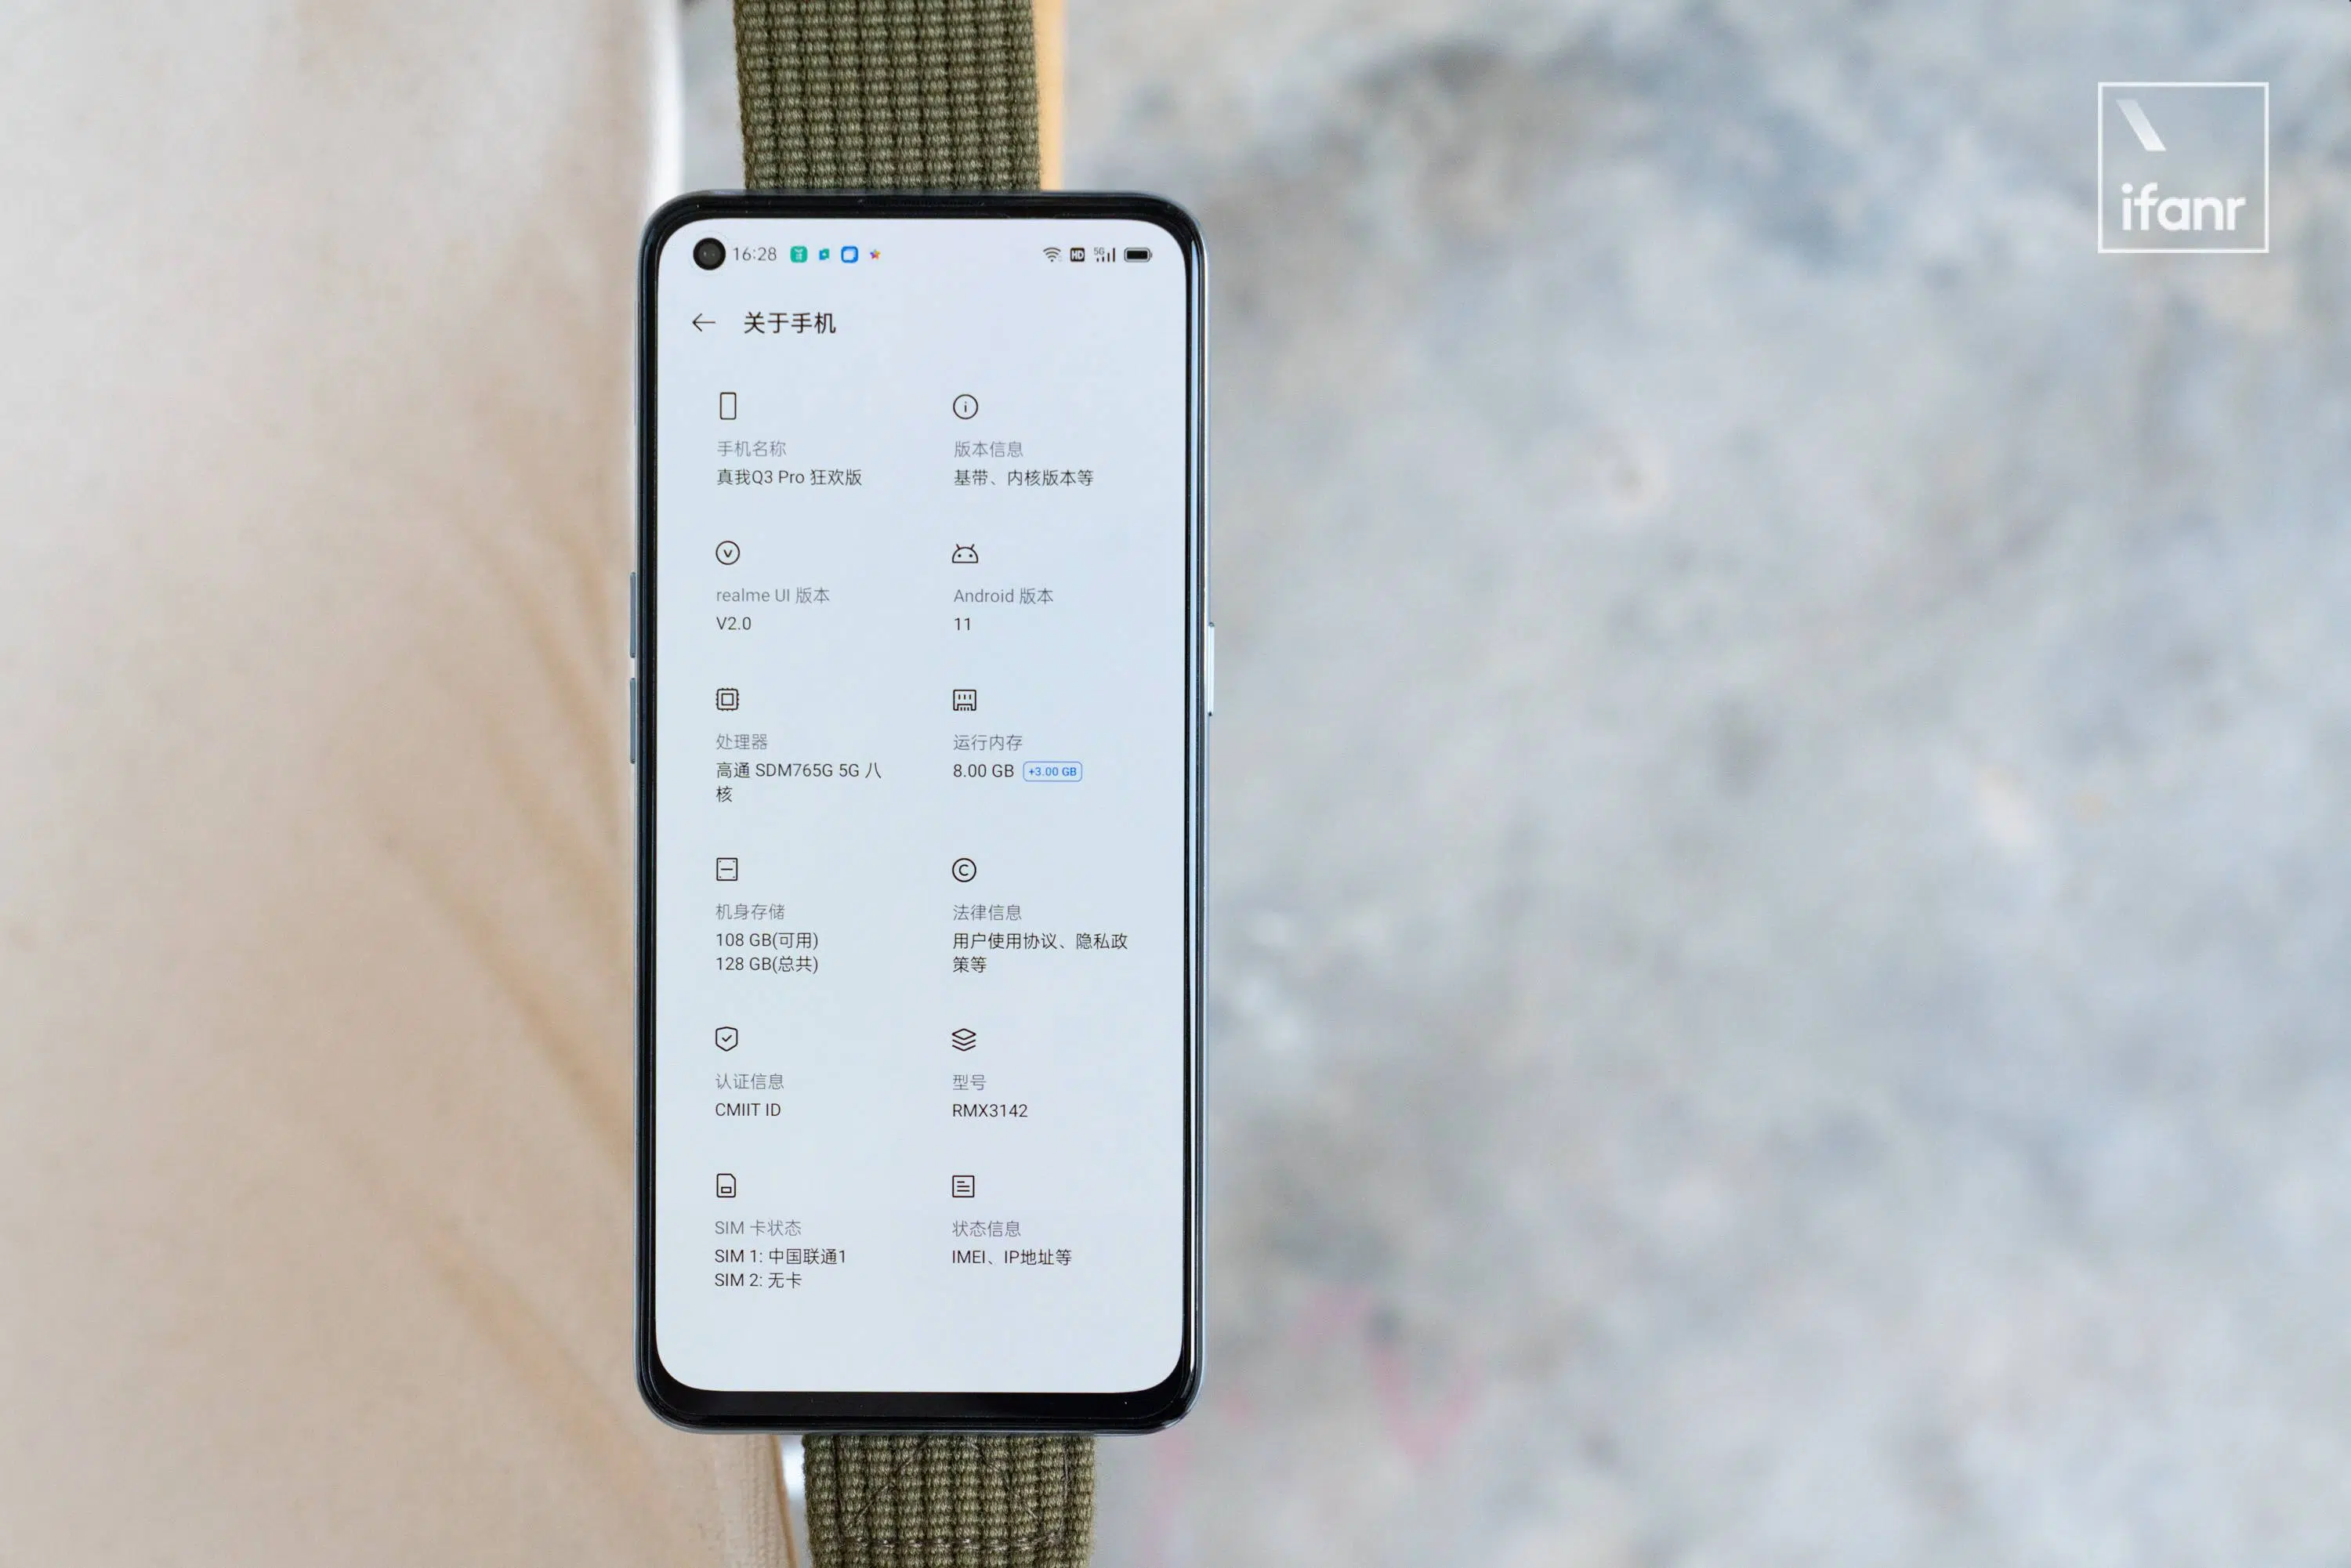 ifanr
16:28
HD 5G
关于手机
手机名称
真我Q3 Pro 狂欢版
版本信息
基带、内核版本等
realme UI 版本
V2.0
Android 版本
11
处理器
高通 SDM765G 5G 八
核
运行内存
8.00 GB +3.00 GB
机身存储
108 GB(可用)
128 GB(总共)
法律信息
用户使用协议、隐私政
策等
认证信息
CMIIT ID
型号
RMX3142
SIM 卡状态
SIM 1: 中国联通1
SIM 2: 无卡
状态信息
IMEI、IP地址等